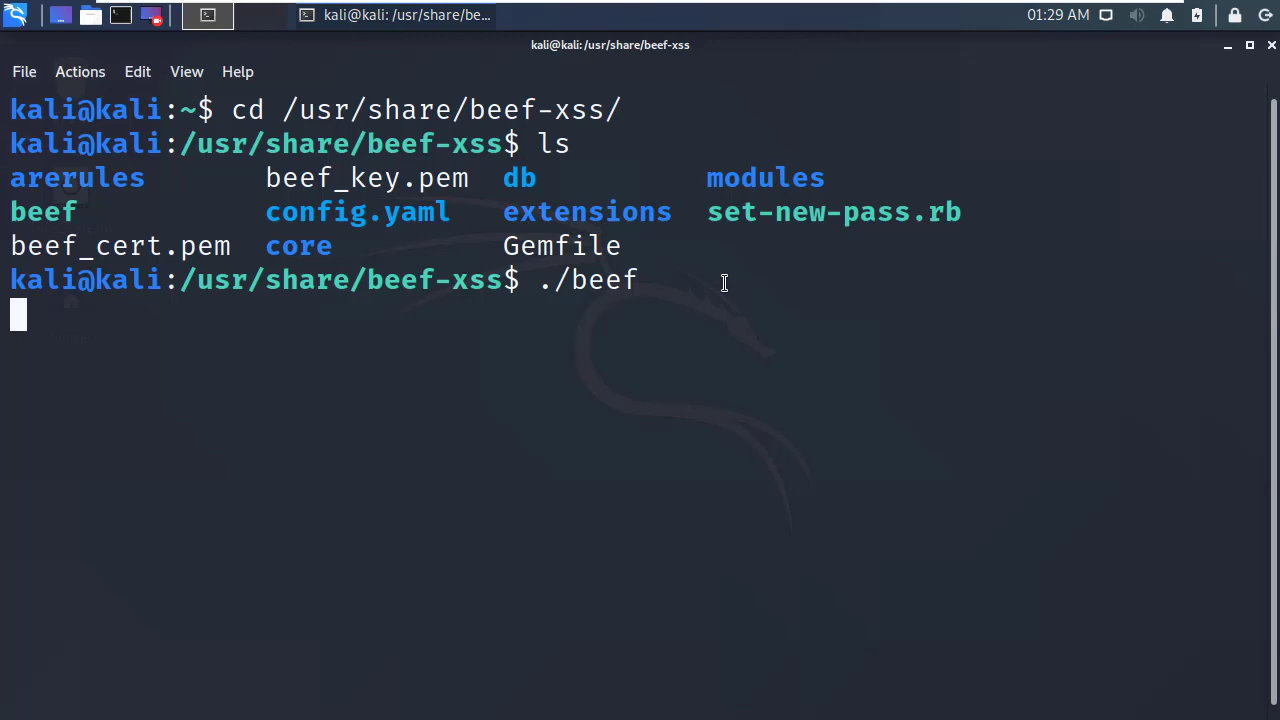 kali@kali: /usr/share/be... 01:29 AM
kali@kali: /usr/share/beef-xss
File Actions Edit View Help
kali@kali:~$ cd /usr/share/beef-xss/
kali@kali:/usr/share/beef-xss$ ls
arerules beef_key.pem db modules
beef config.yaml extensions set-new-pass.rb
beef_cert.pem core Gemfile
kali@kali:/usr/share/beef-xss$ ./beef